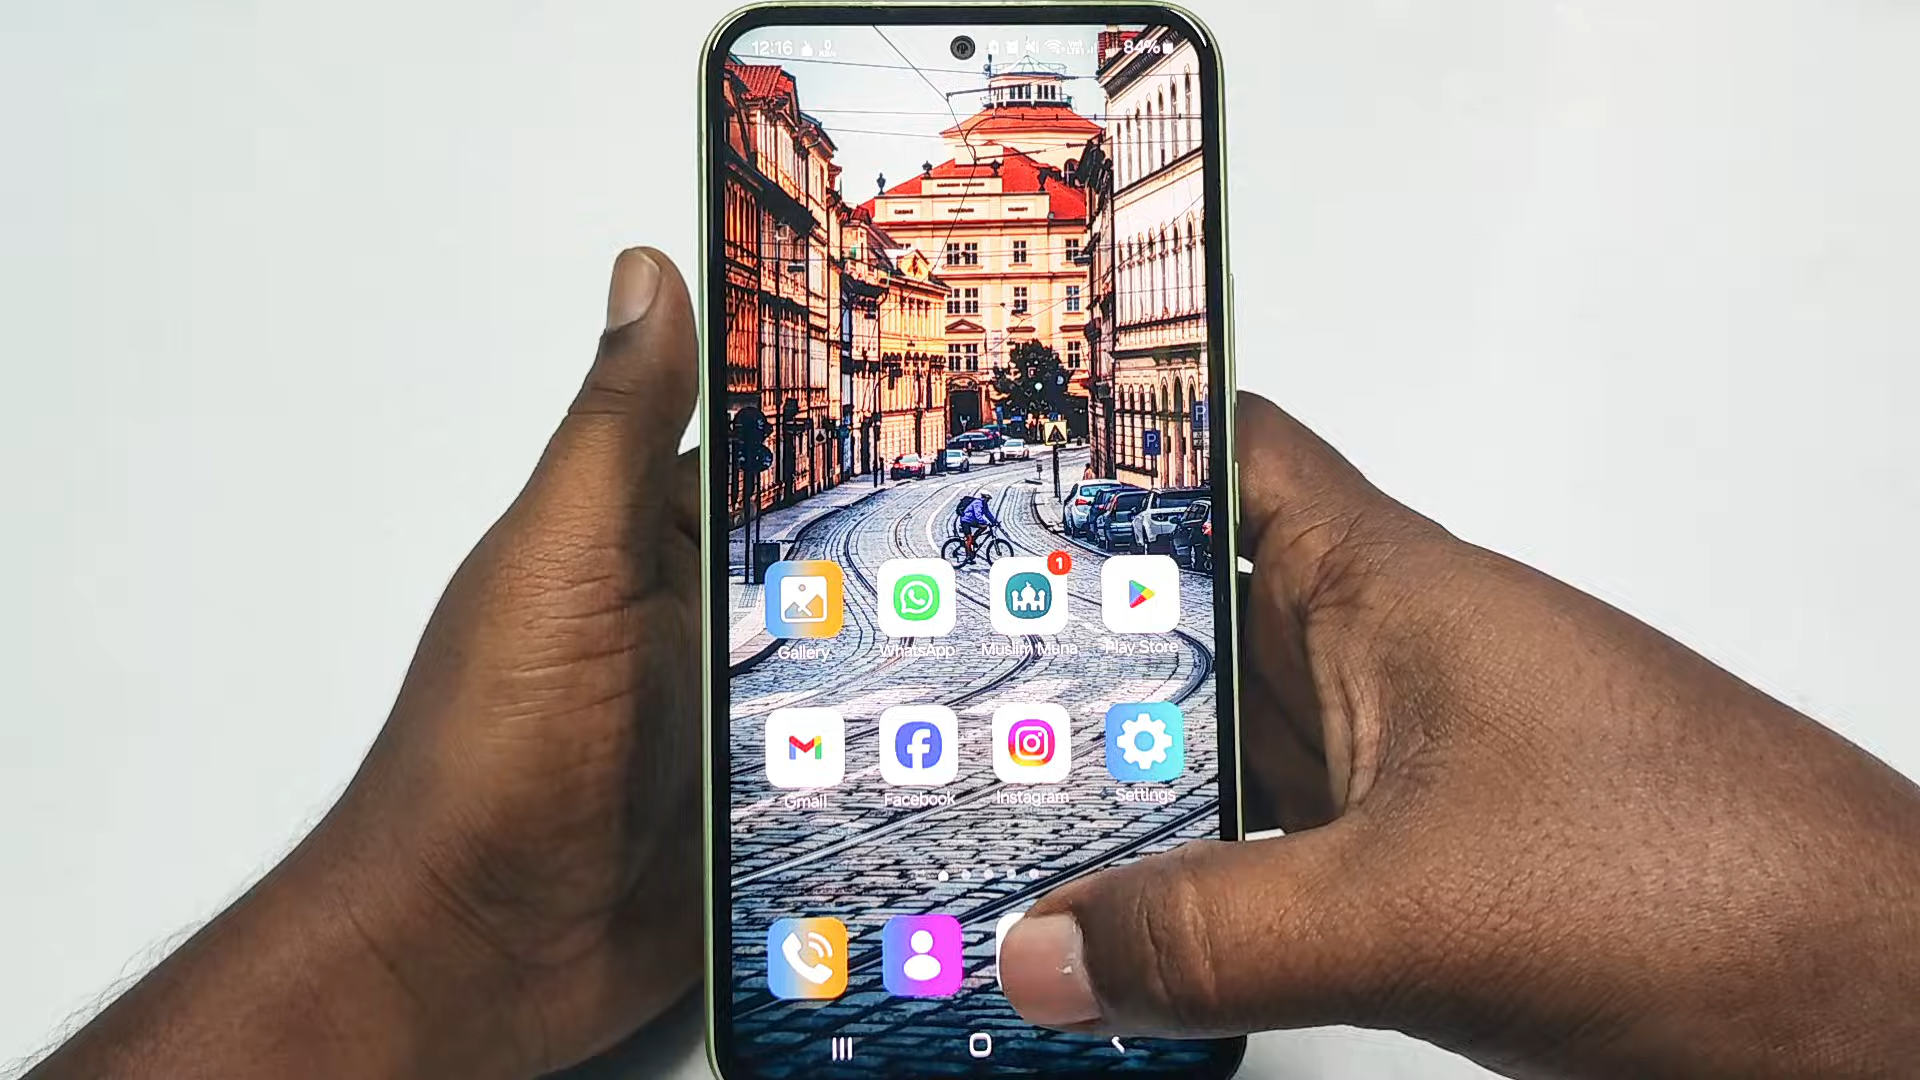 12:16
84%
P
P
1
Gallery
WhatsApp
Muslim Muna
Play Store
Gmail
Facebook
Instagram
Settings